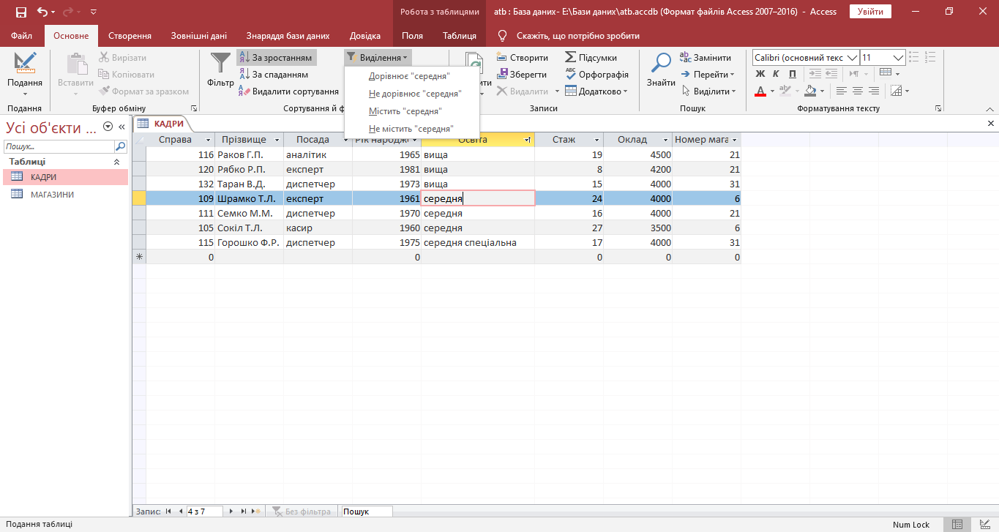 atb : База даних- E:\Бази даних\atb.accdb (Формат файлів Access 2007–2016) - Access
Робота з таблицями
Увійти
Файл Основне Створення Зовнішні дані Знаряддя бази даних Довідка Поля Таблиця Скажіть, що потрібно зробити
Подання
Подання
Вставити
Вирізати
Копіювати
Формат за зразком
Буфер обміну
Фільтр
За зростанням
За спаданням
Видалити сортування
Виділення
Дорівнює "середня"
Не дорівнює "середня"
Містить "середня"
Не містить "середня"
Сортування й ф
ити
Створити
Зберегти
Видалити
Підсумки
Орфографія
Додатково
Записи
Знайти
Замінити
Перейти
Виділити
Пошук
Calibri (основний текс 11
Ж К П
Форматування тексту
Усі об'єкти ...
Пошук...
Таблиці
КАДРИ
МАГАЗИНИ
КАДРИ
Справа Прізвище Посада Рік народж Освіта Стаж Оклад Номер мага
116 Раков Г.П. аналітик 1965 вища 19 4500 21
120 Рябко Р.П. експерт 1981 вища 8 4200 21
132 Таран В.Д. диспетчер 1973 вища 15 4000 31
109 Шрамко Т.Л. експерт 1961 середня 24 4000 6
111 Семко М.М. диспетчер 1970 середня 16 4000 21
105 Сокіл Т.Л. касир 1960 середня 27 3500 6
115 Горошко Ф.Р. диспетчер 1975 середня спеціальна 17 4000 31
0 0 0 0 0
Запис: 4 з 7 Без фільтра Пошук
Подання таблиці
Num Lock